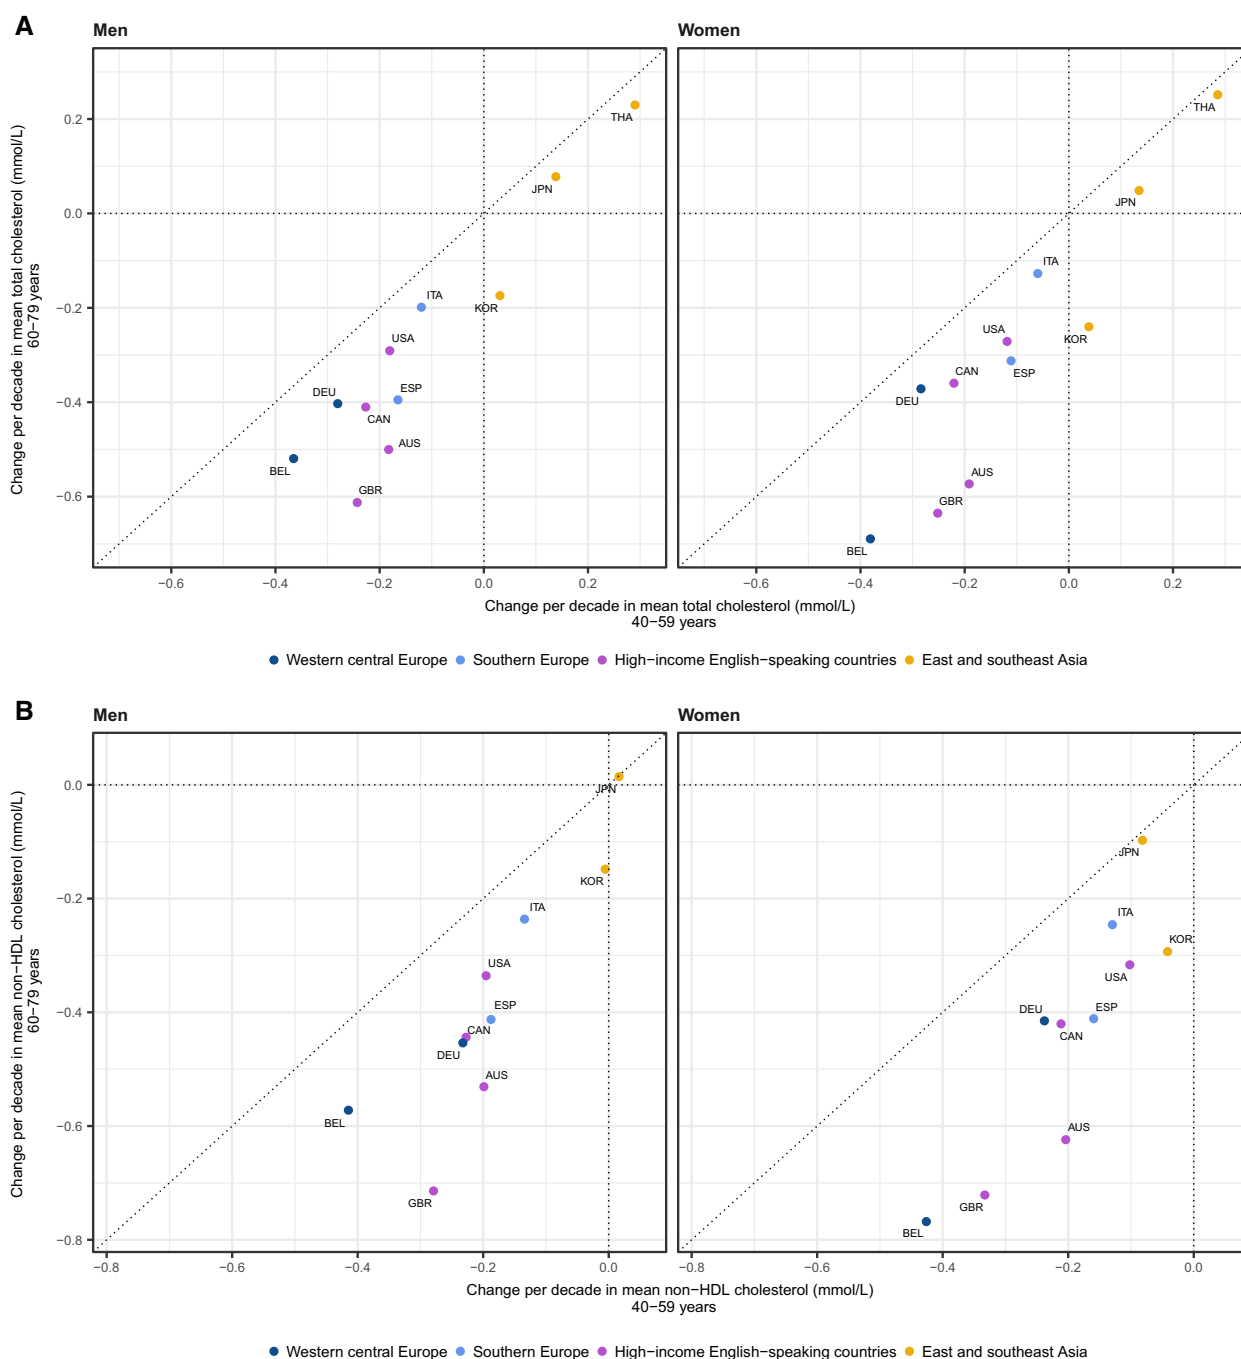 A
Men
Women
Change per decade in mean total cholesterol (mmol/L)
60−79 years
0.2
0.0
−0.2
−0.4
−0.6
THA
JPN
ITA
KOR
USA
DEU
ESP
CAN
AUS
BEL
GBR
THA
JPN
ITA
USA
KOR
CAN
ESP
DEU
AUS
GBR
BEL
−0.6
−0.4
−0.2
0.0
0.2
−0.6
−0.4
−0.2
0.0
0.2
Change per decade in mean total cholesterol (mmol/L)
40−59 years
Western central Europe
Southern Europe
High−income English−speaking countries
East and southeast Asia
B
Men
Women
Change per decade in mean non−HDL cholesterol (mmol/L)
60−79 years
0.0
−0.2
−0.4
−0.6
−0.8
JPN
KOR
ITA
USA
ESP
CAN
DEU
AUS
BEL
GBR
JPN
ITA
KOR
USA
DEU
ESP
CAN
AUS
GBR
BEL
−0.8
−0.6
−0.4
−0.2
0.0
−0.8
−0.6
−0.4
−0.2
0.0
Change per decade in mean non−HDL cholesterol (mmol/L)
40−59 years
Western central Europe
Southern Europe
High−income English−speaking countries
East and southeast Asia